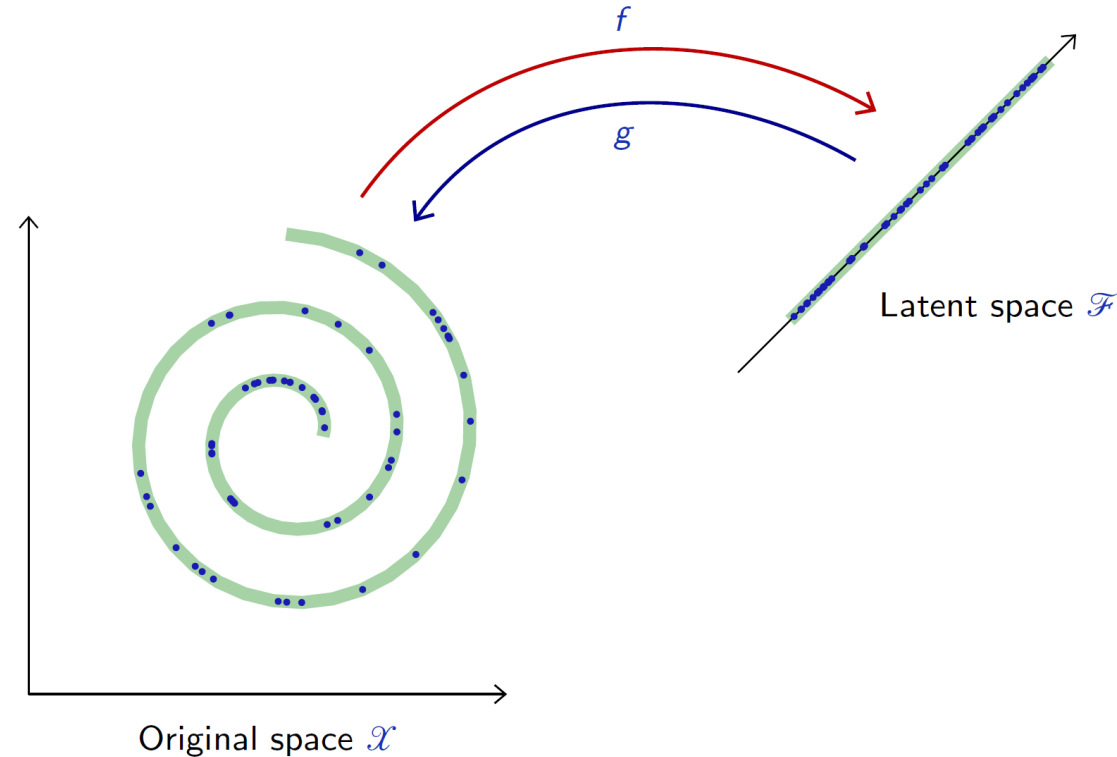 f
g
Latent space ℱ
Original space 𝒳